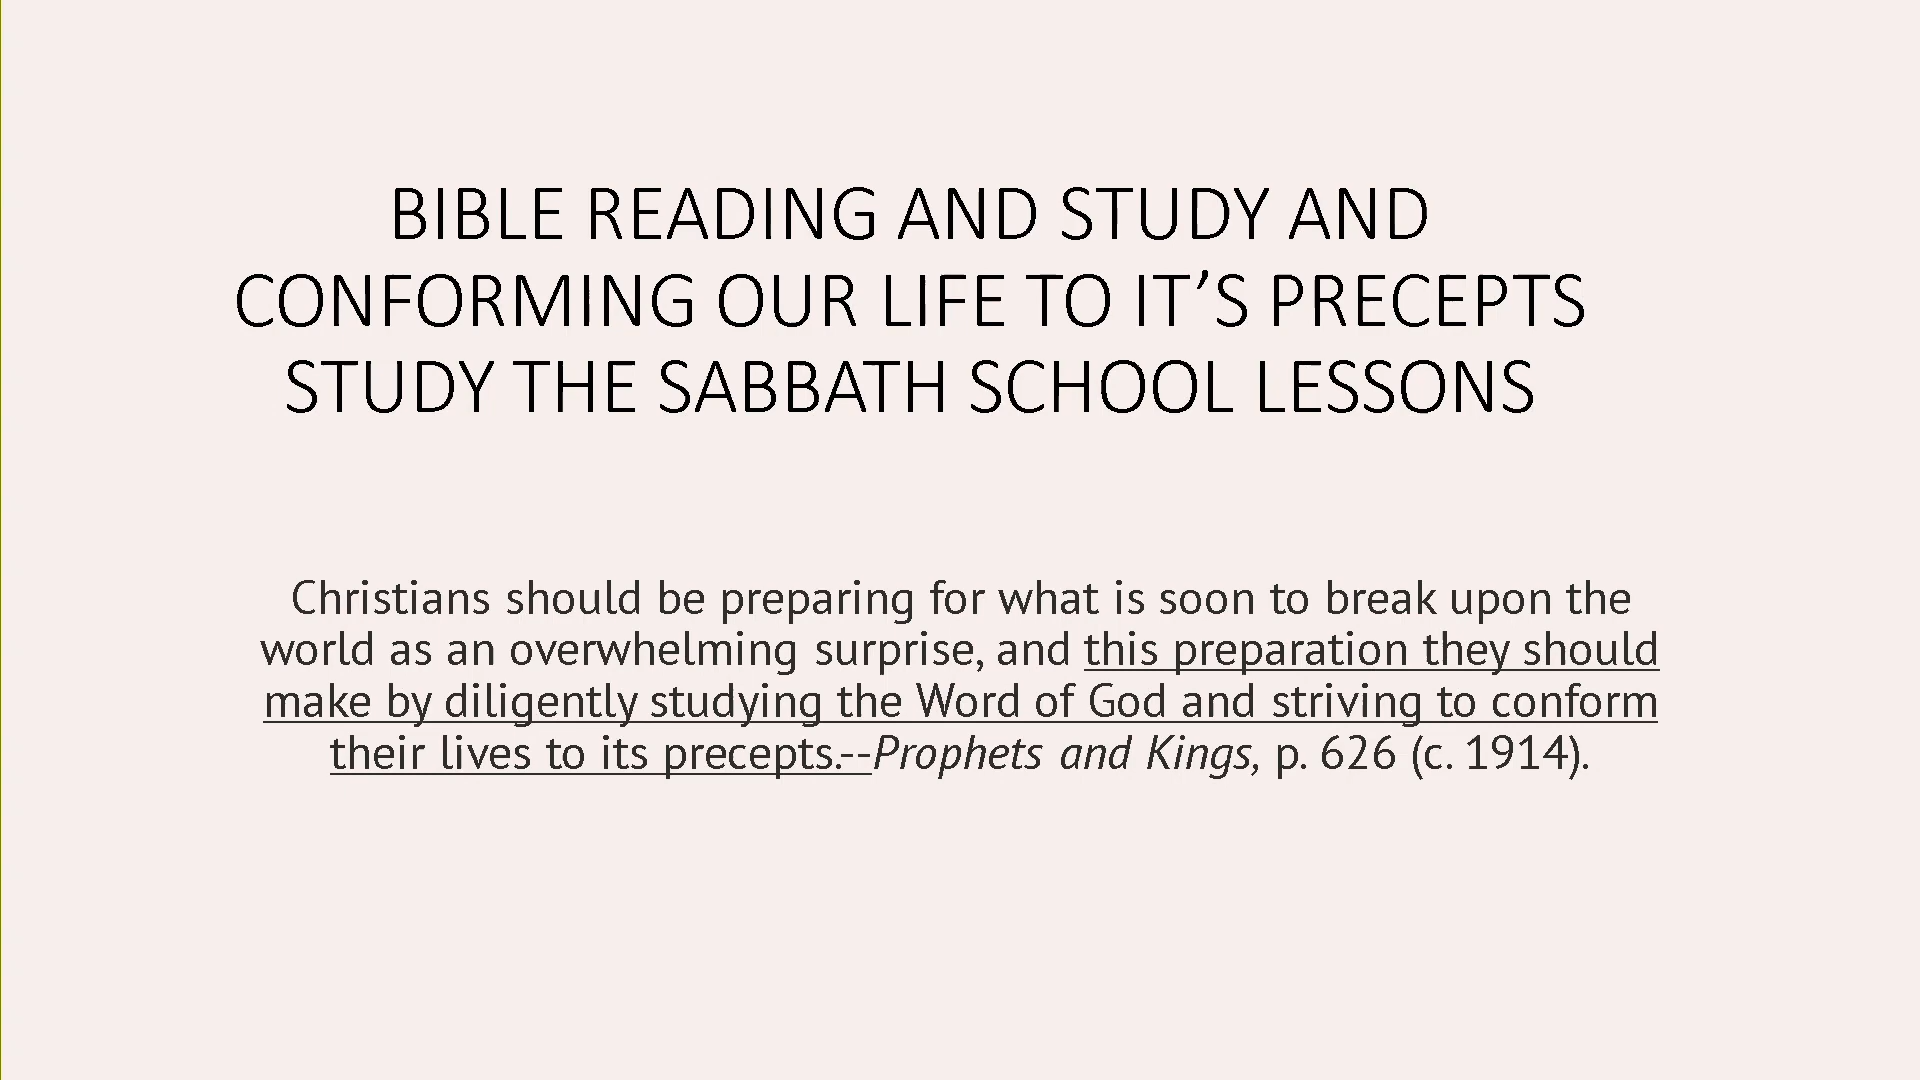 BIBLE READING AND STUDY AND
CONFORMING OUR LIFE TO IT’S PRECEPTS
STUDY THE SABBATH SCHOOL LESSONS
Christians should be preparing for what is soon to break upon the
world as an overwhelming surprise, and this preparation they should
make by diligently studying the Word of God and striving to conform
their lives to its precepts.--Prophets and Kings, p. 626 (c. 1914).